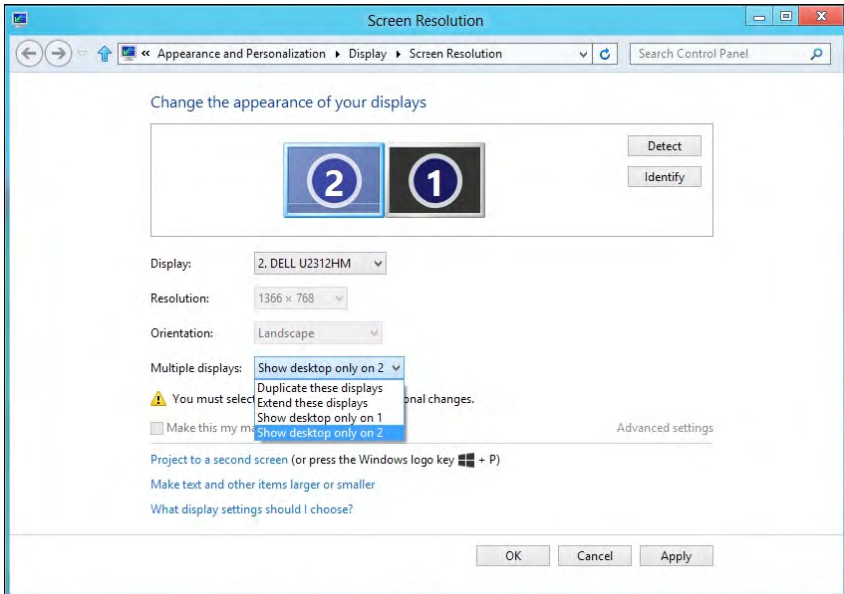 Screen Resolution
« Appearance and Personalization ▸ Display ▸ Screen Resolution Search Control Panel
Change the appearance of your displays
2 1
Detect
Identify
Display: 2. DELL U2312HM
Resolution: 1366 × 768
Orientation: Landscape
Multiple displays: Show desktop only on 2
Duplicate these displays
You must selec onal changes.
Extend these displays
Show desktop only on 1
Make this my m Advanced settings
Show desktop only on 2
Project to a second screen (or press the Windows logo key + P)
Make text and other items larger or smaller
What display settings should I choose?
OK Cancel Apply